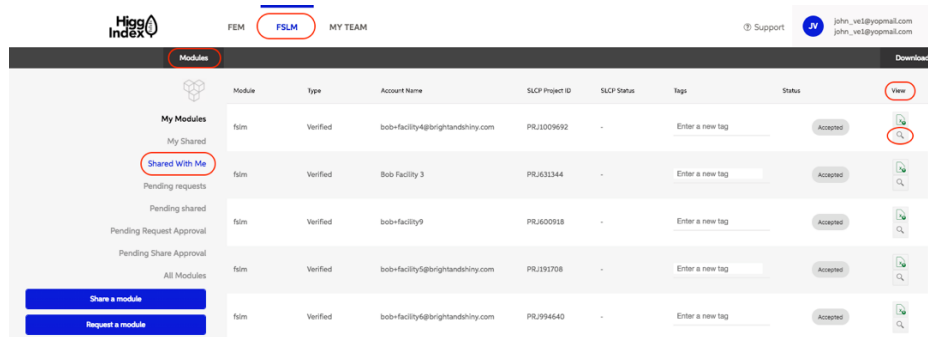 Higg
Index
FEM FSLM MY TEAM
Support
JV
john_ve1@yopmail.com
john_ve1@yopmail.com
Modules
Download
Module Type Account Name SLCP Project ID SLCP Status Tags Status View
My Modules
My Shared
Shared With Me
Pending requests
Pending shared
Pending Request Approval
Pending Share Approval
All Modules
Share a module
Request a module
fslm Verified bob+facility4@brightandshiny.com PRJ1009692 - Enter a new tag Accepted
fslm Verified Bob Facility 3 PRJ631344 - Enter a new tag Accepted
fslm Verified bob+facility9 PRJ600918 - Enter a new tag Accepted
fslm Verified bob+facility5@brightandshiny.com PRJ191708 - Enter a new tag Accepted
fslm Verified bob+facility6@brightandshiny.com PRJ994640 - Enter a new tag Accepted